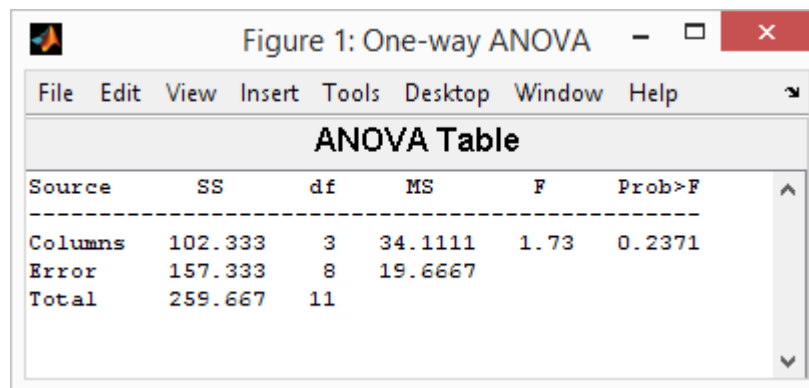 Figure 1: One-way ANOVA
File Edit View Insert Tools Desktop Window Help
ANOVA Table
Source SS df MS F Prob>F
Columns 102.333 3 34.1111 1.73 0.2371
Error 157.333 8 19.6667
Total 259.667 11